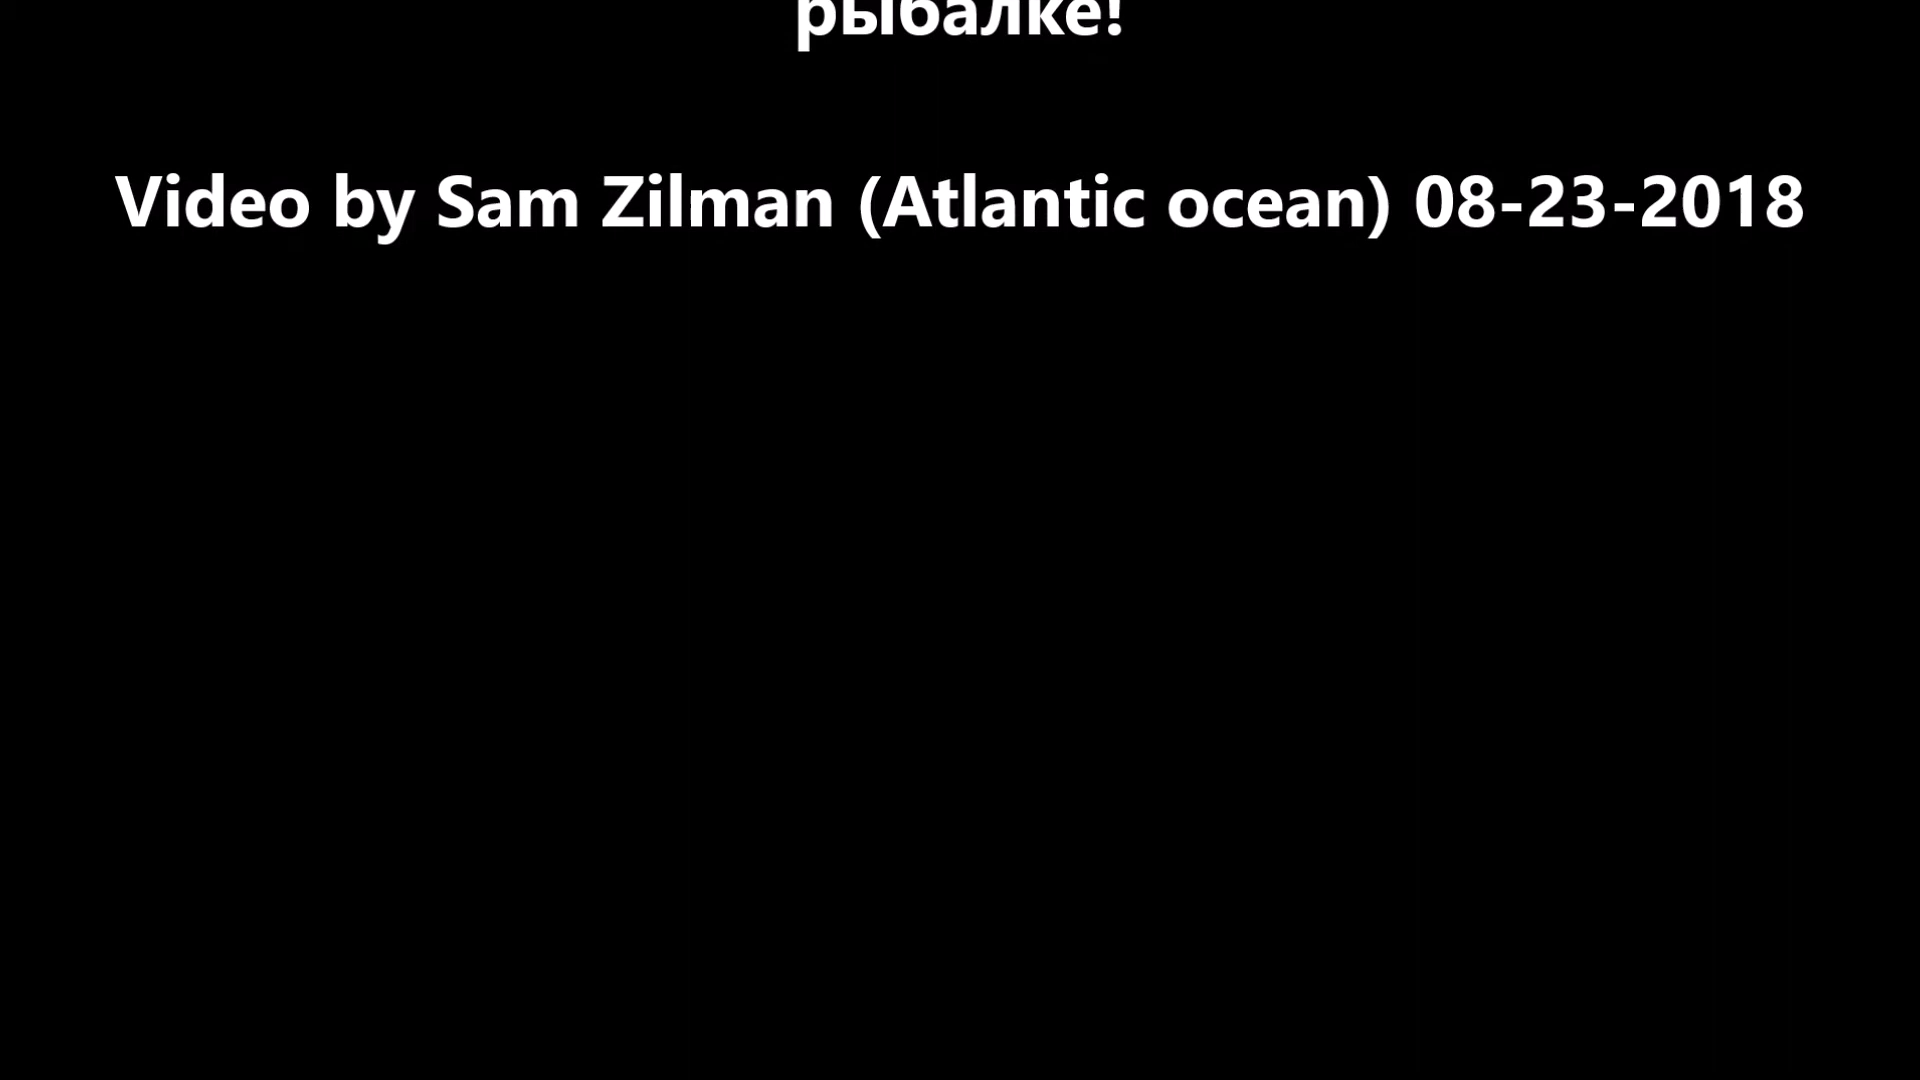 рыбалке!
Video by Sam Zilman (Atlantic ocean) 08-23-2018